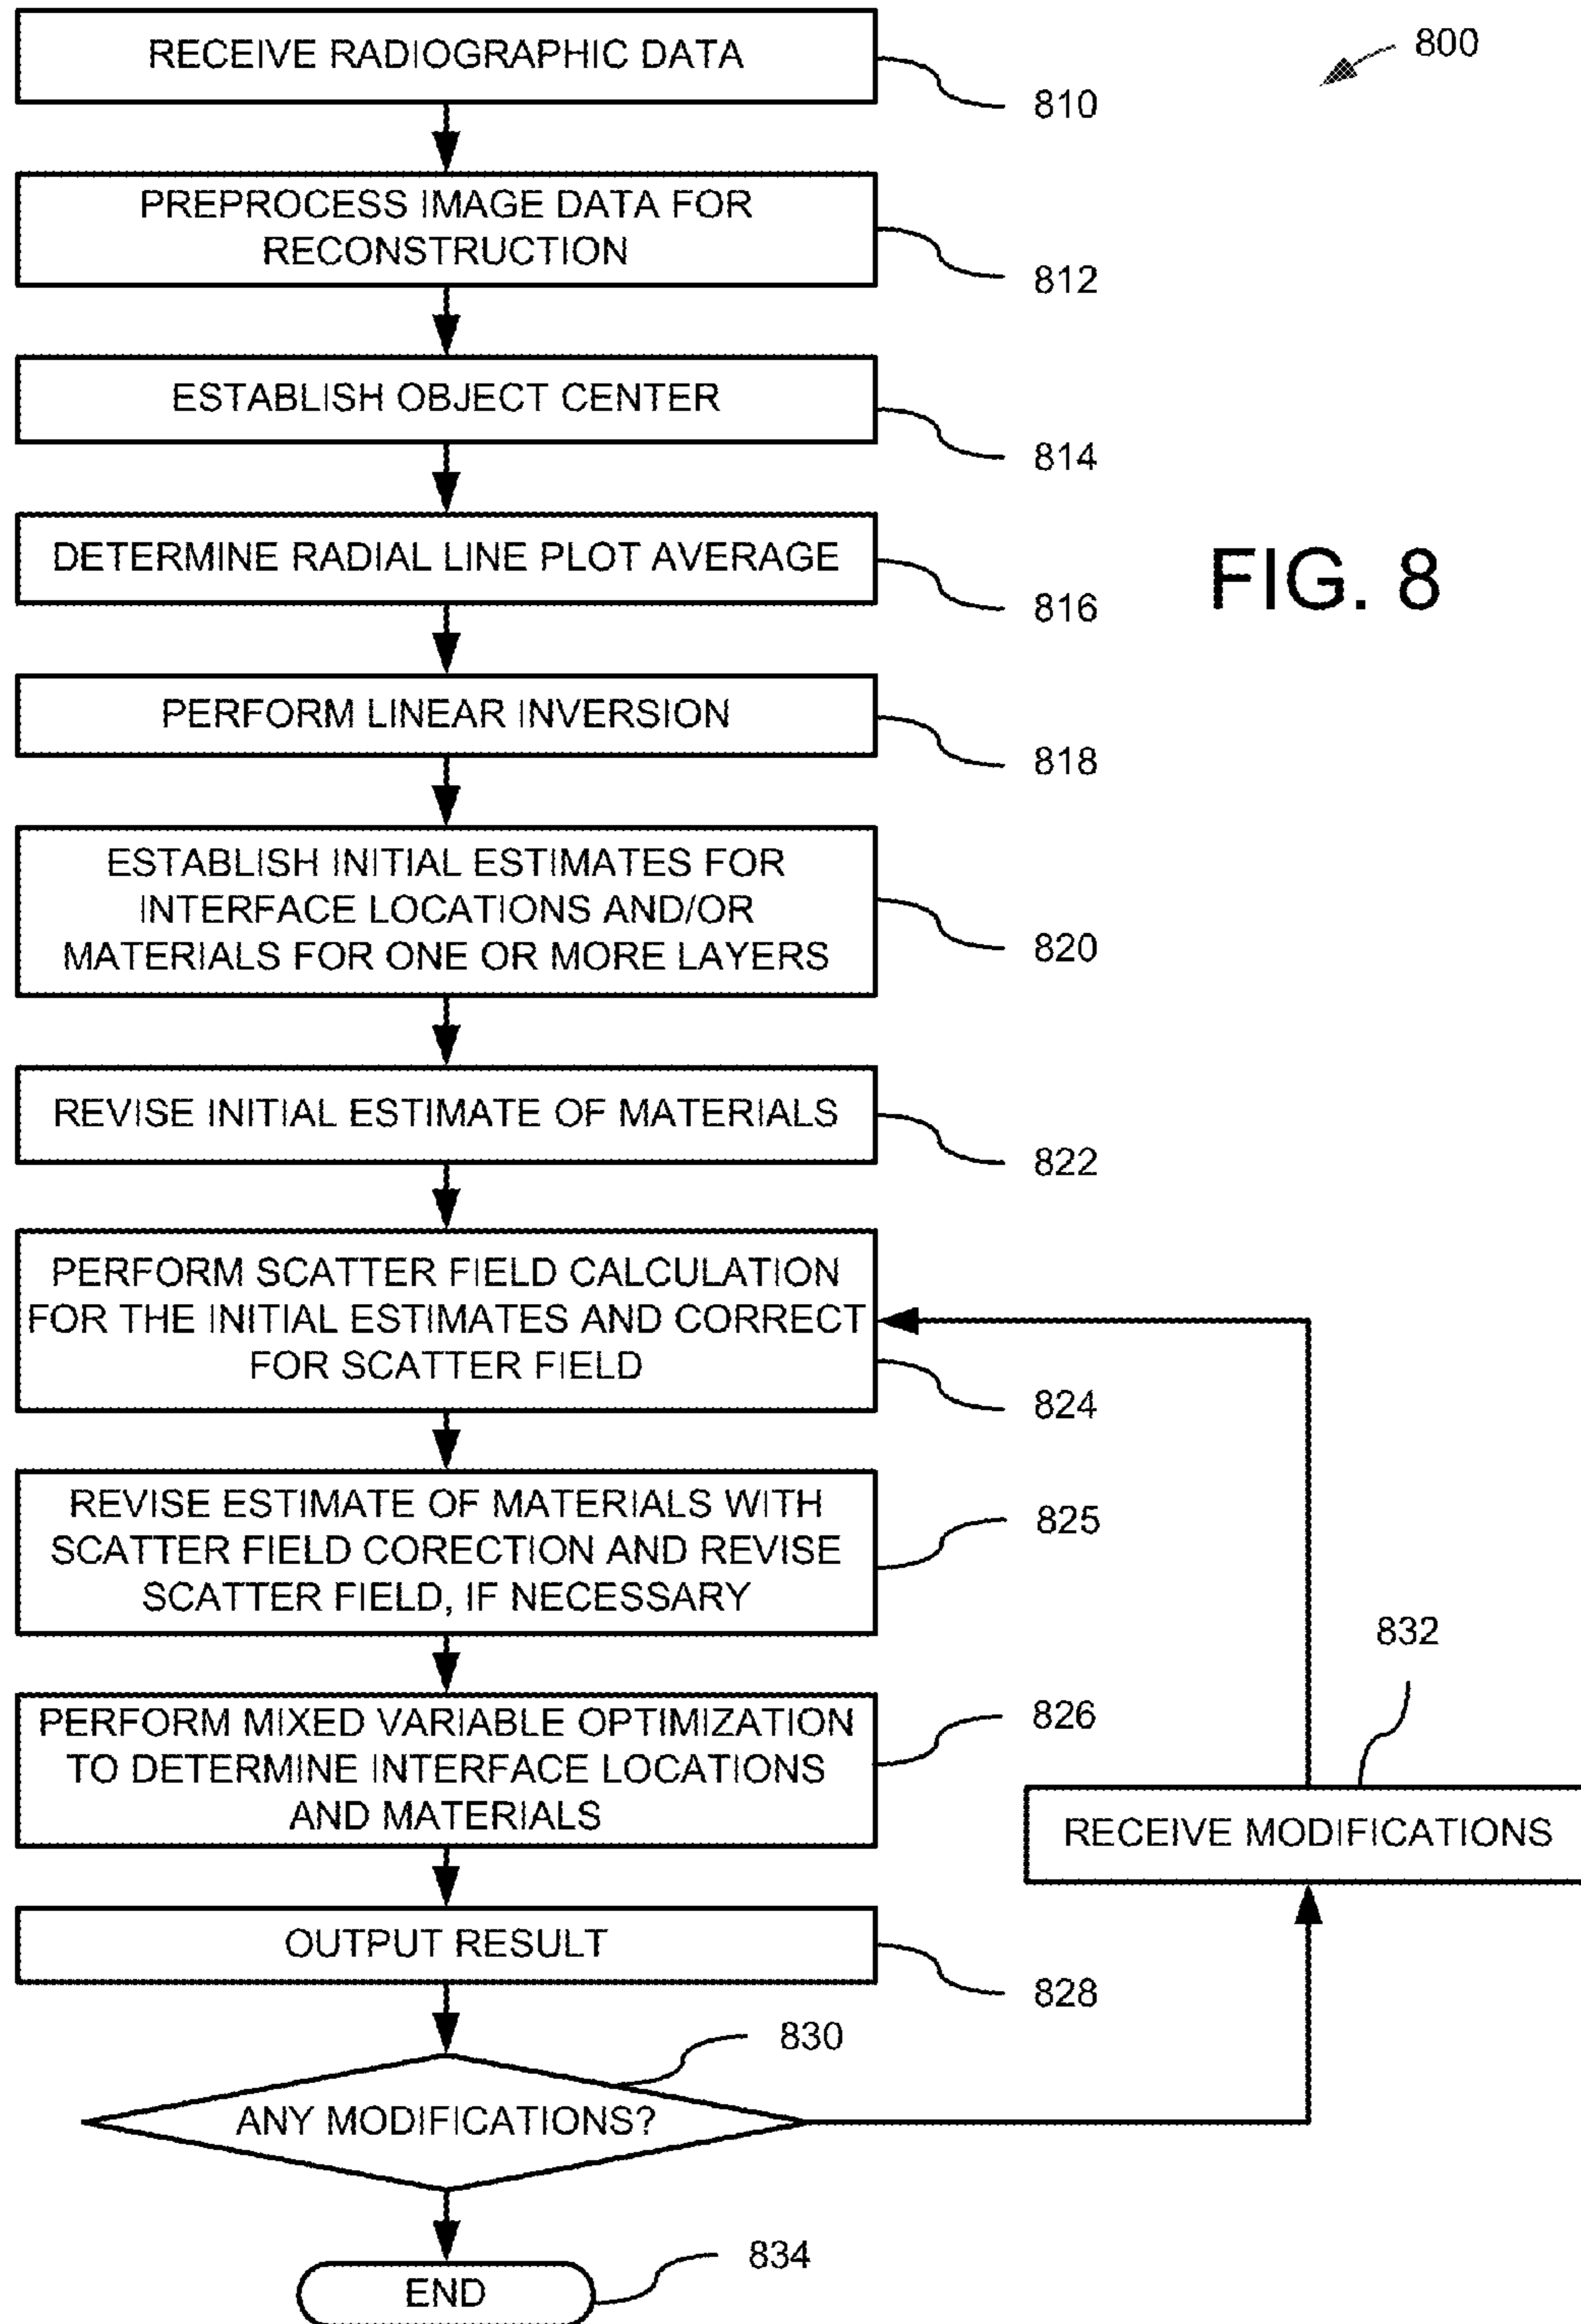 800
RECEIVE RADIOGRAPHIC DATA
810
PREPROCESS IMAGE DATA FOR
RECONSTRUCTION
812
ESTABLISH OBJECT CENTER
814
DETERMINE RADIAL LINE PLOT AVERAGE
816
FIG. 8
PERFORM LINEAR INVERSION
818
ESTABLISH INITIAL ESTIMATES FOR
INTERFACE LOCATIONS AND/OR
MATERIALS FOR ONE OR MORE LAYERS
820
REVISE INITIAL ESTIMATE OF MATERIALS
822
PERFORM SCATTER FIELD CALCULATION
FOR THE INITIAL ESTIMATES AND CORRECT
FOR SCATTER FIELD
824
REVISE ESTIMATE OF MATERIALS WITH
SCATTER FIELD CORECTION AND REVISE
SCATTER FIELD, IF NECESSARY
825
PERFORM MIXED VARIABLE OPTIMIZATION
TO DETERMINE INTERFACE LOCATIONS
AND MATERIALS
826
832
RECEIVE MODIFICATIONS
OUTPUT RESULT
828
830
ANY MODIFICATIONS?
END
834